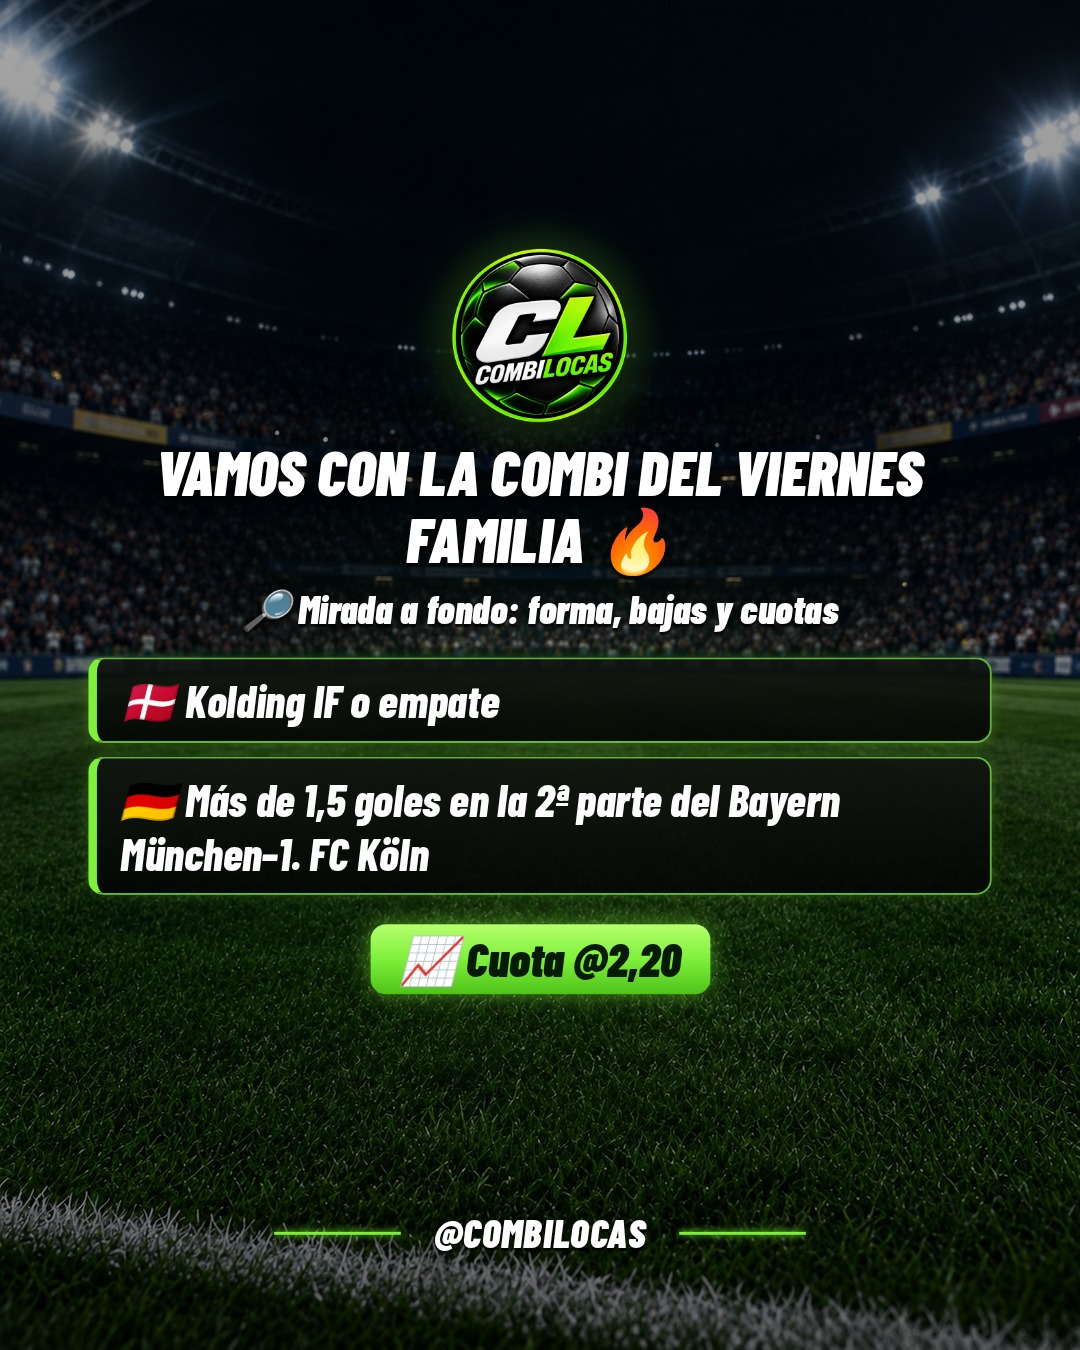 CL
COMBILOCAS
VAMOS CON LA COMBI DEL VIERNES
FAMILIA 🔥
🔎 Mirada a fondo: forma, bajas y cuotas
🇩🇰 Kolding IF o empate
🇩🇪 Más de 1,5 goles en la 2ª parte del Bayern
München-1. FC Köln
📈 Cuota @2,20
@COMBILOCAS